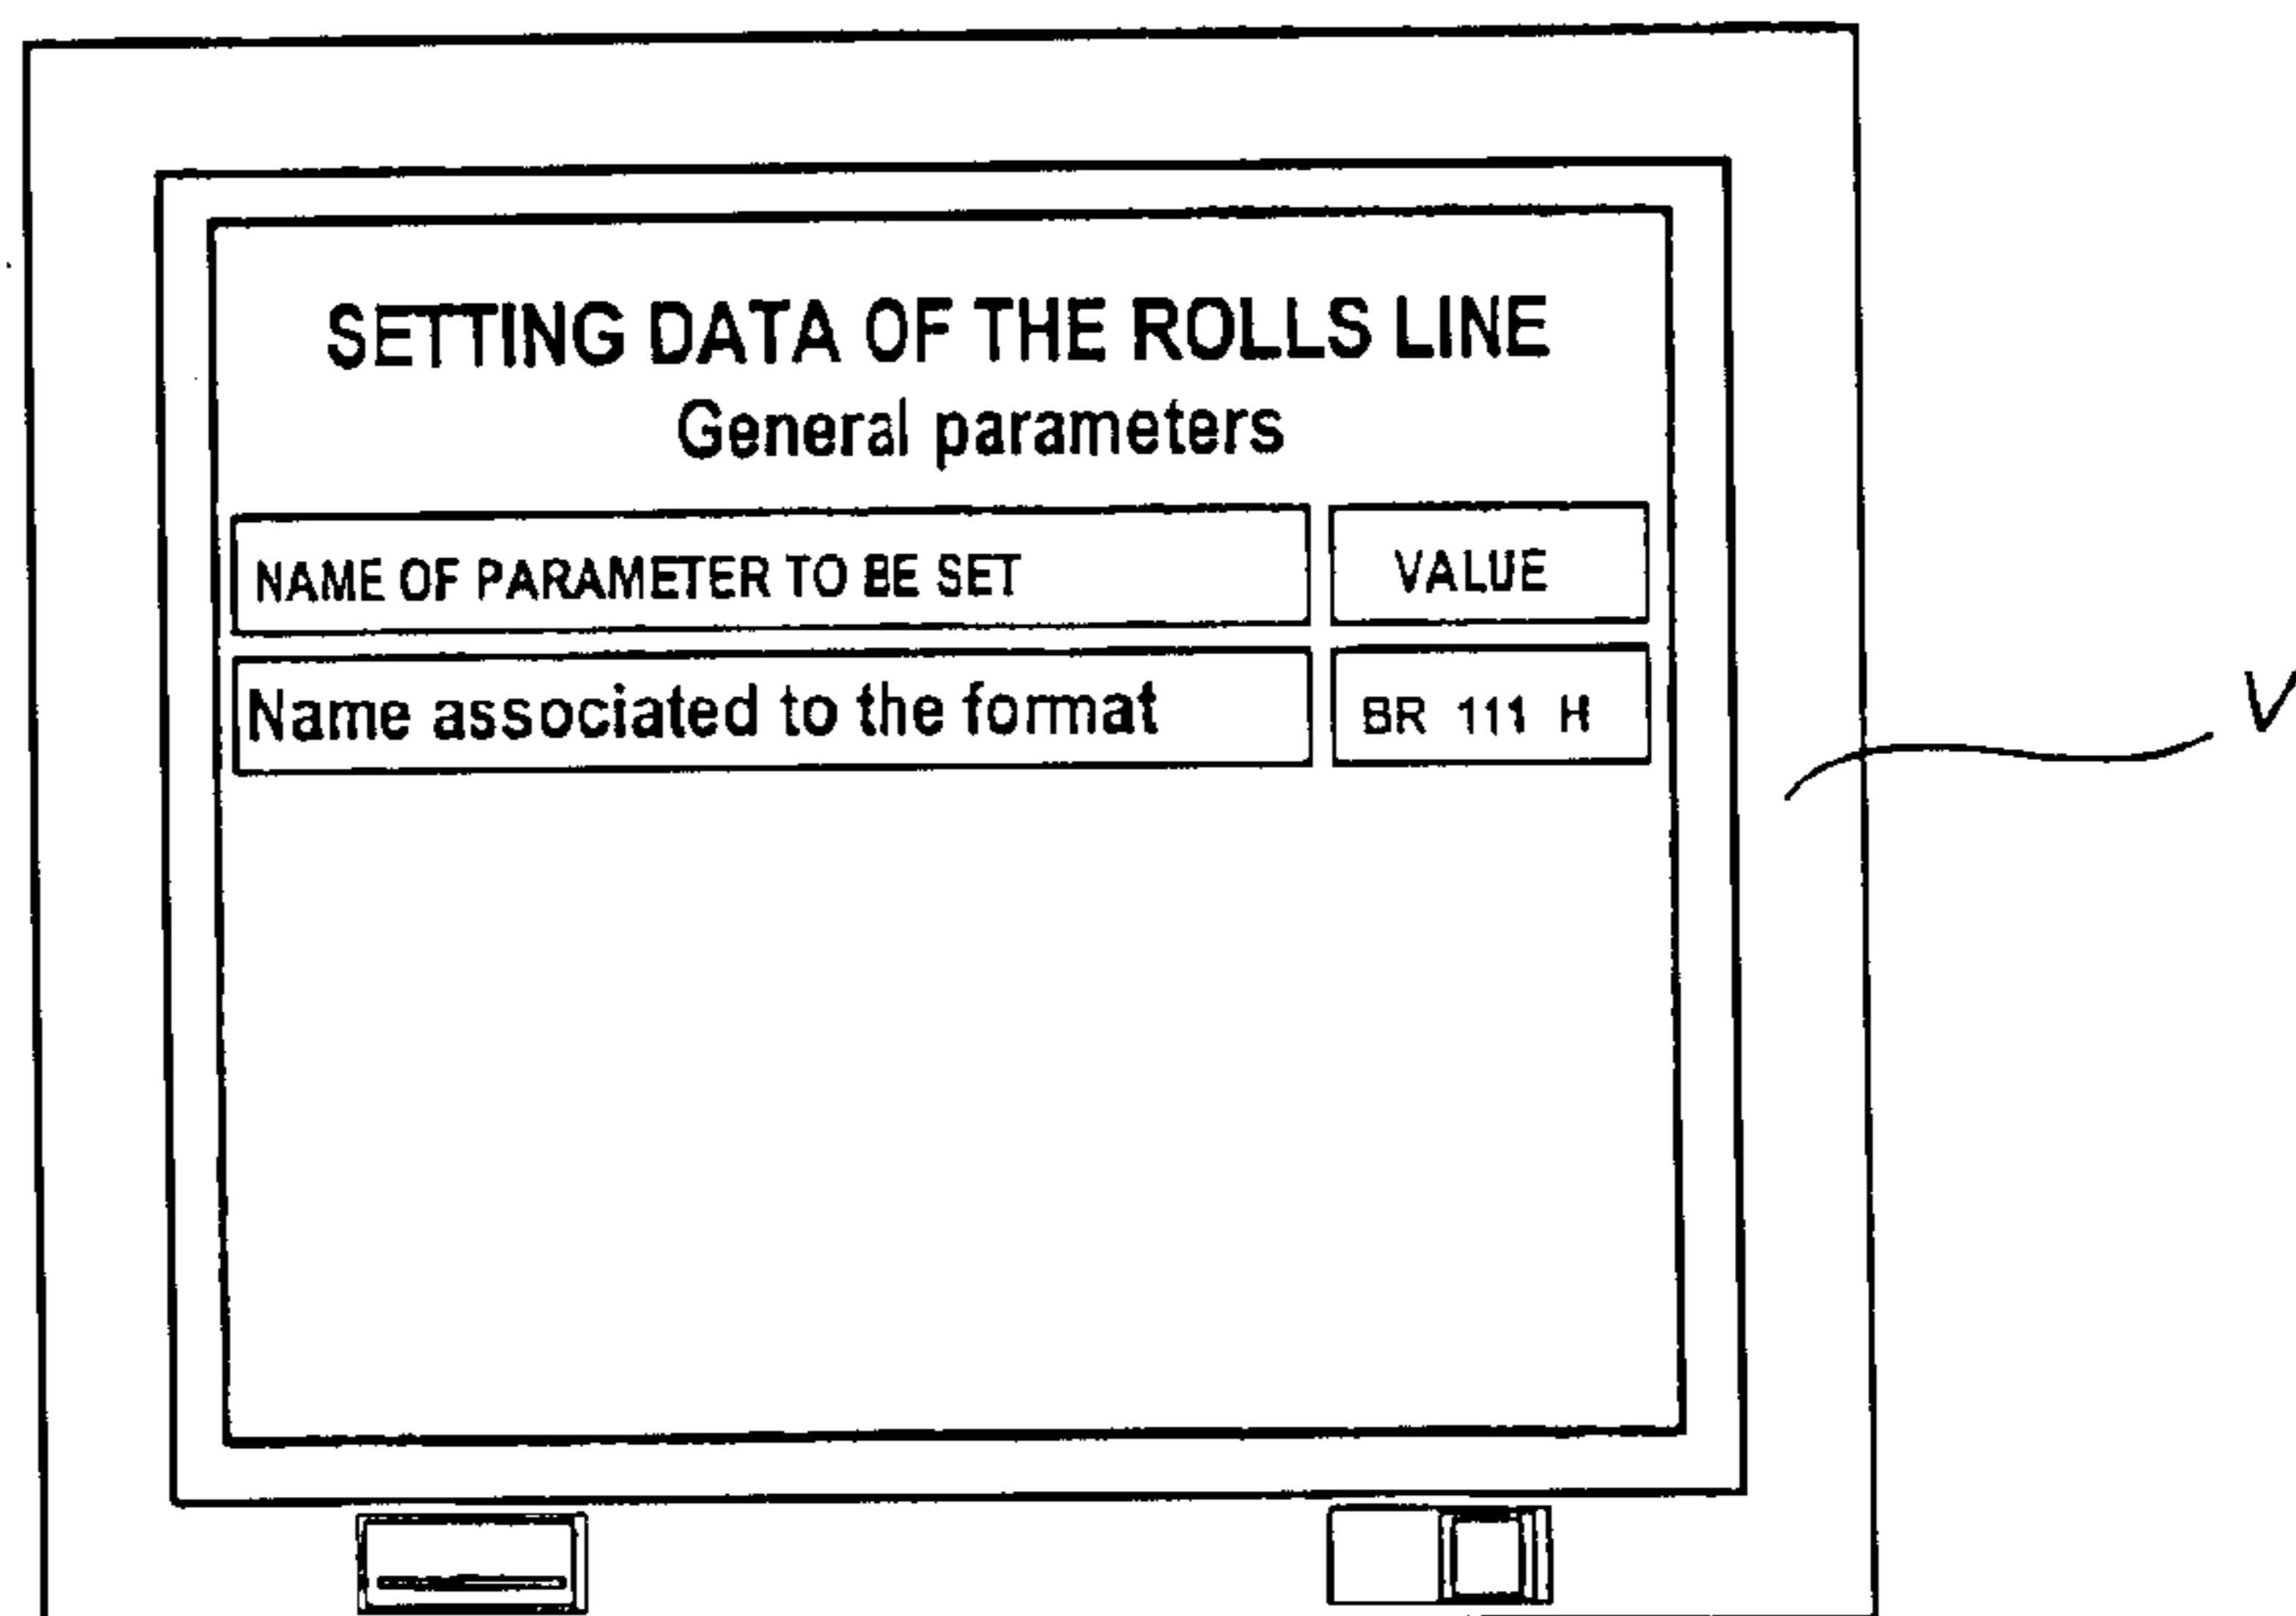 SETTING DATA OF THE ROLLS LINE
General parameters
NAME OF PARAMETER TO BE SET VALUE
Name associated to the format BR 111 H
V